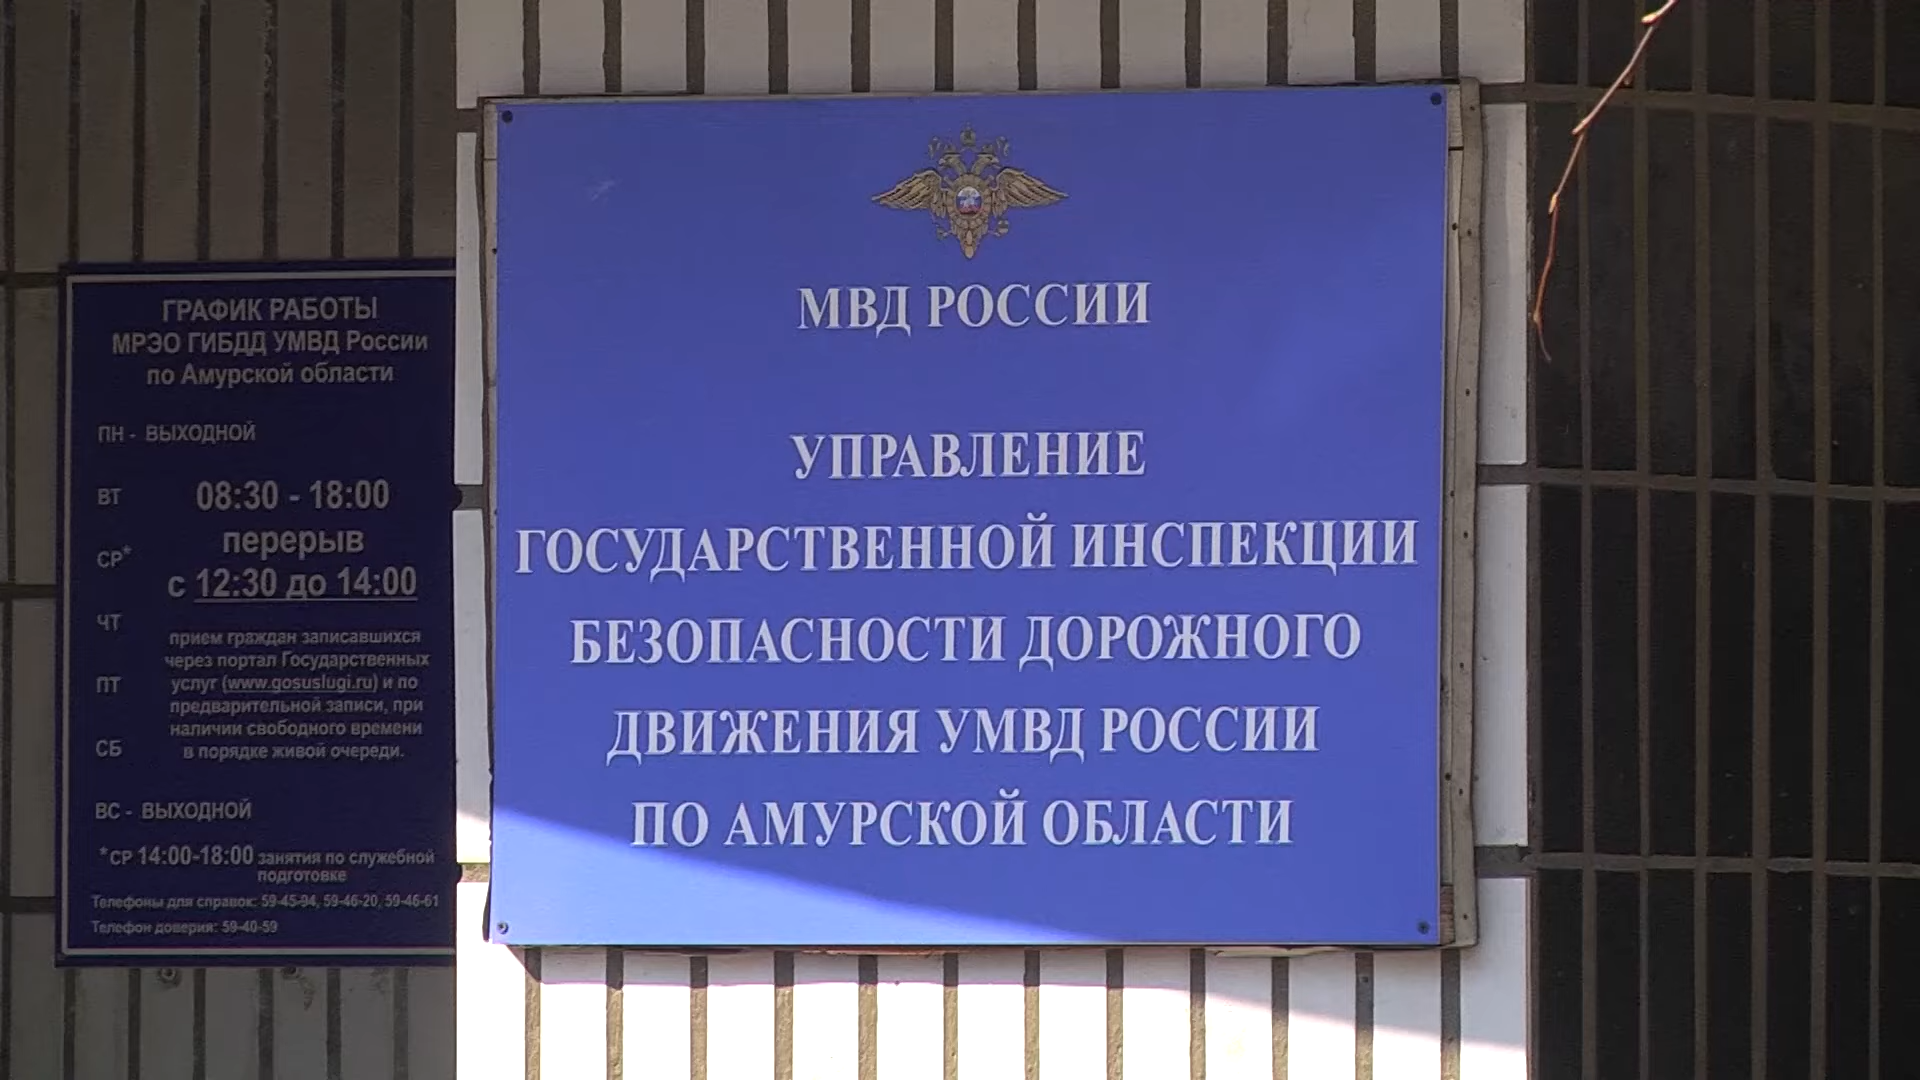 ГРАФИК РАБОТЫ
МРЭО ГИБДД УМВД России
по Амурской области
ПН - ВЫХОДНОЙ
ВТ
08:30 - 18:00
перерыв
СР*
с 12:30 до 14:00
ЧТ
прием граждан записавшихся
через портал Государственных
ПТ
услуг (www.gosuslugi.ru) и по
предварительной записи, при
наличии свободного времени
СБ
в порядке живой очереди.
ВС - ВЫХОДНОЙ
*СР 14:00-18:00 занятия по служебной
подготовке
Телефоны для справок: 59-45-94, 59-46-20, 59-46-61
Телефон доверия: 59-40-59
МВД РОССИИ
УПРАВЛЕНИЕ
ГОСУДАРСТВЕННОЙ ИНСПЕКЦИИ
БЕЗОПАСНОСТИ ДОРОЖНОГО
ДВИЖЕНИЯ УМВД РОССИИ
ПО АМУРСКОЙ ОБЛАСТИ